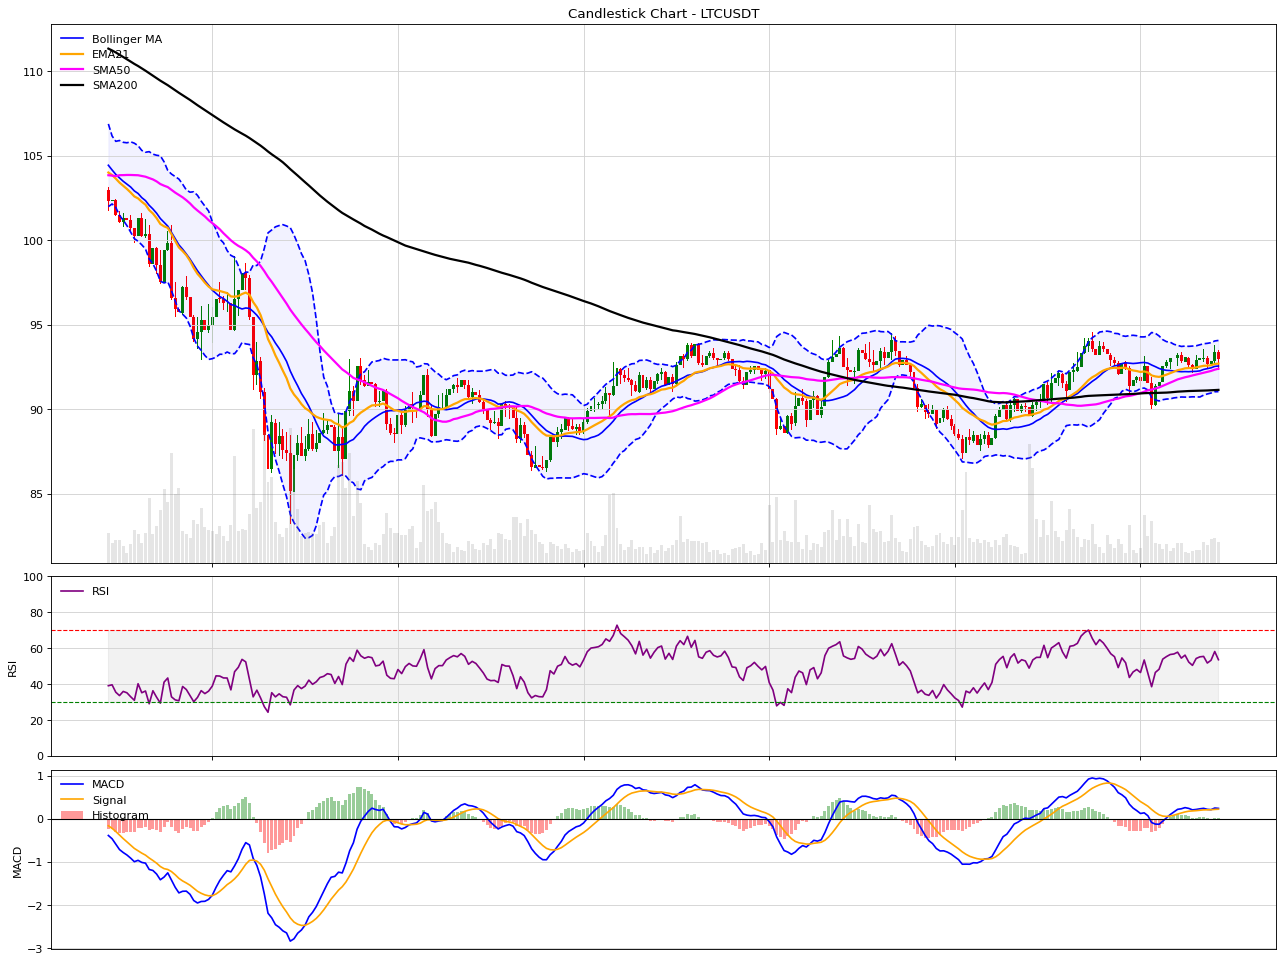 Candlestick Chart - LTCUSDT
Bollinger MA
EMA21
SMA50
SMA200
110
105
100
95
90
85
RSI
100
80
60
40
20
0
RSI
MACD
Signal
Histogram
1
0
−1
−2
−3
MACD